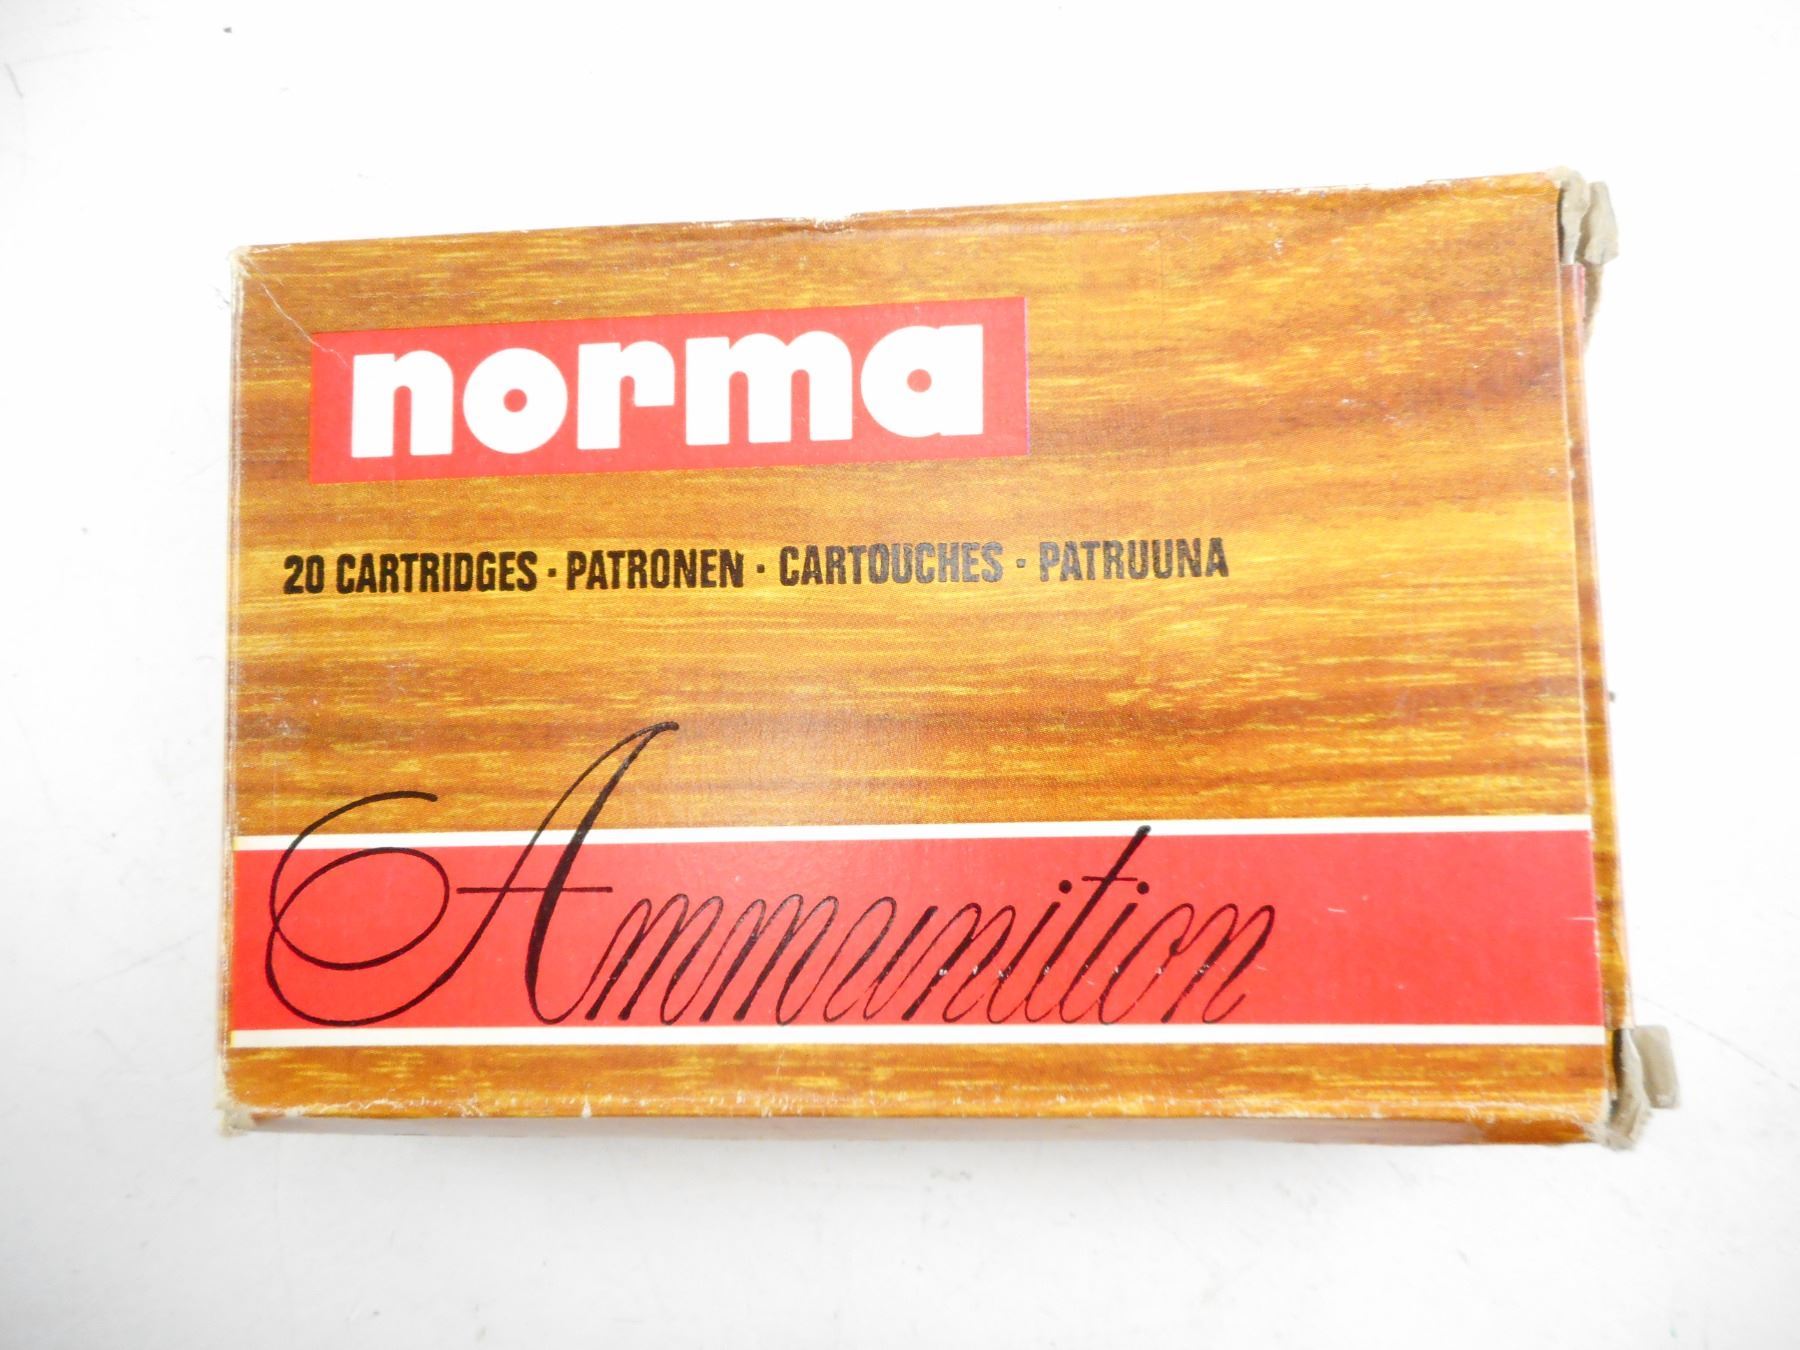 norma
20 CARTRIDGES · PATRONEN · CARTOUCHES · PATRUUNA
Ammunition